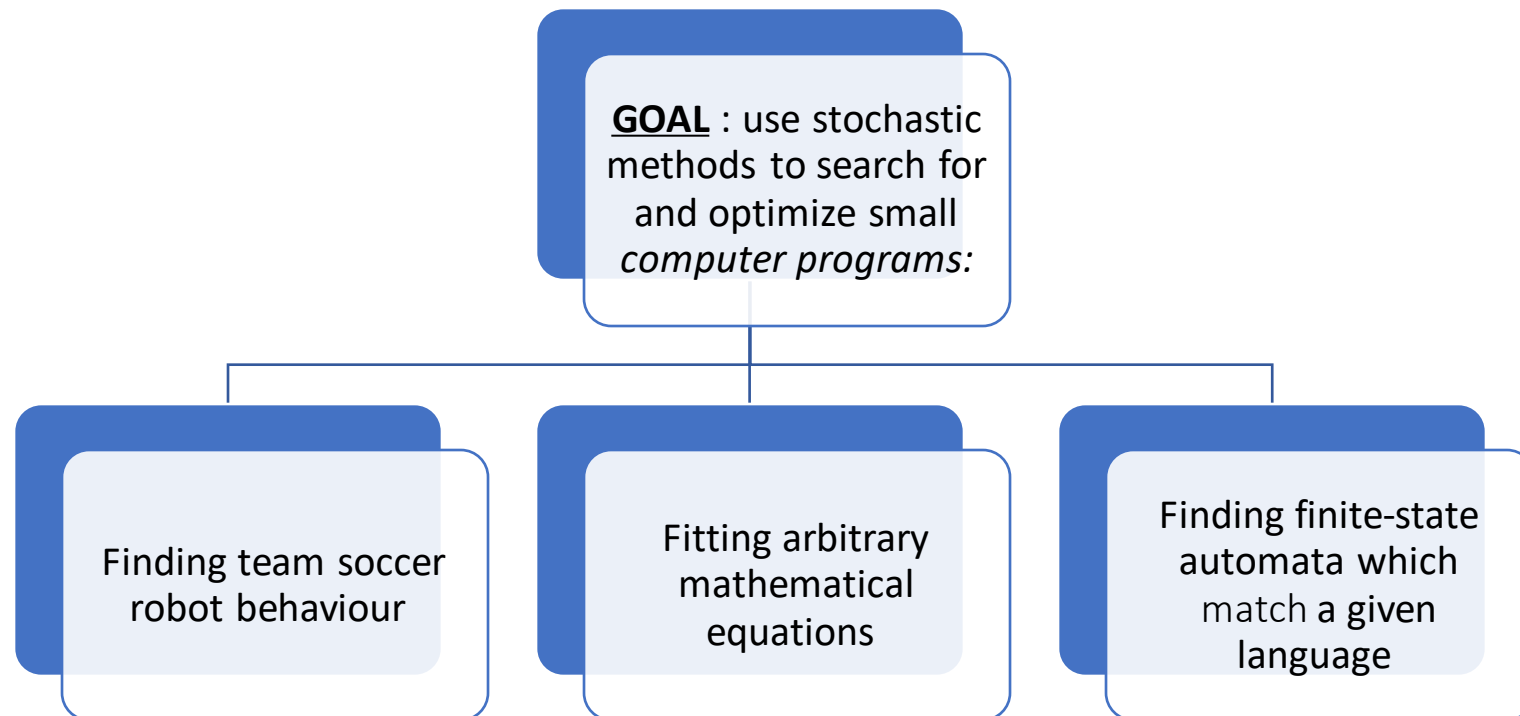 GOAL : use stochastic
methods to search for
and optimize small
computer programs:
Finding team soccer
robot behaviour
Fitting arbitrary
mathematical
equations
Finding finite-state
automata which
match a given
language